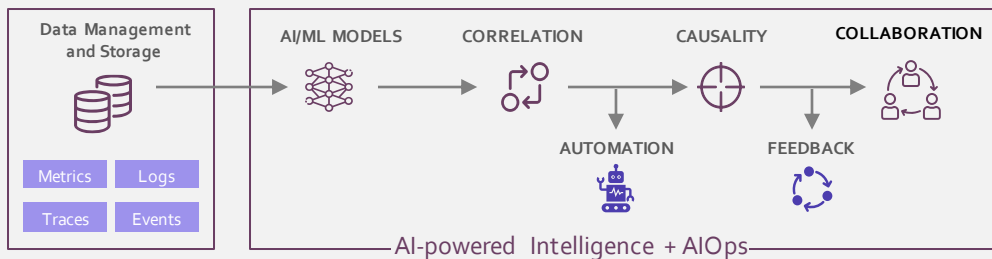 Data Management
and Storage
Metrics
Logs
Traces
Events
AI/ML MODELS
CORRELATION
CAUSALITY
COLLABORATION
AUTOMATION
FEEDBACK
AI-powered Intelligence + AIOps